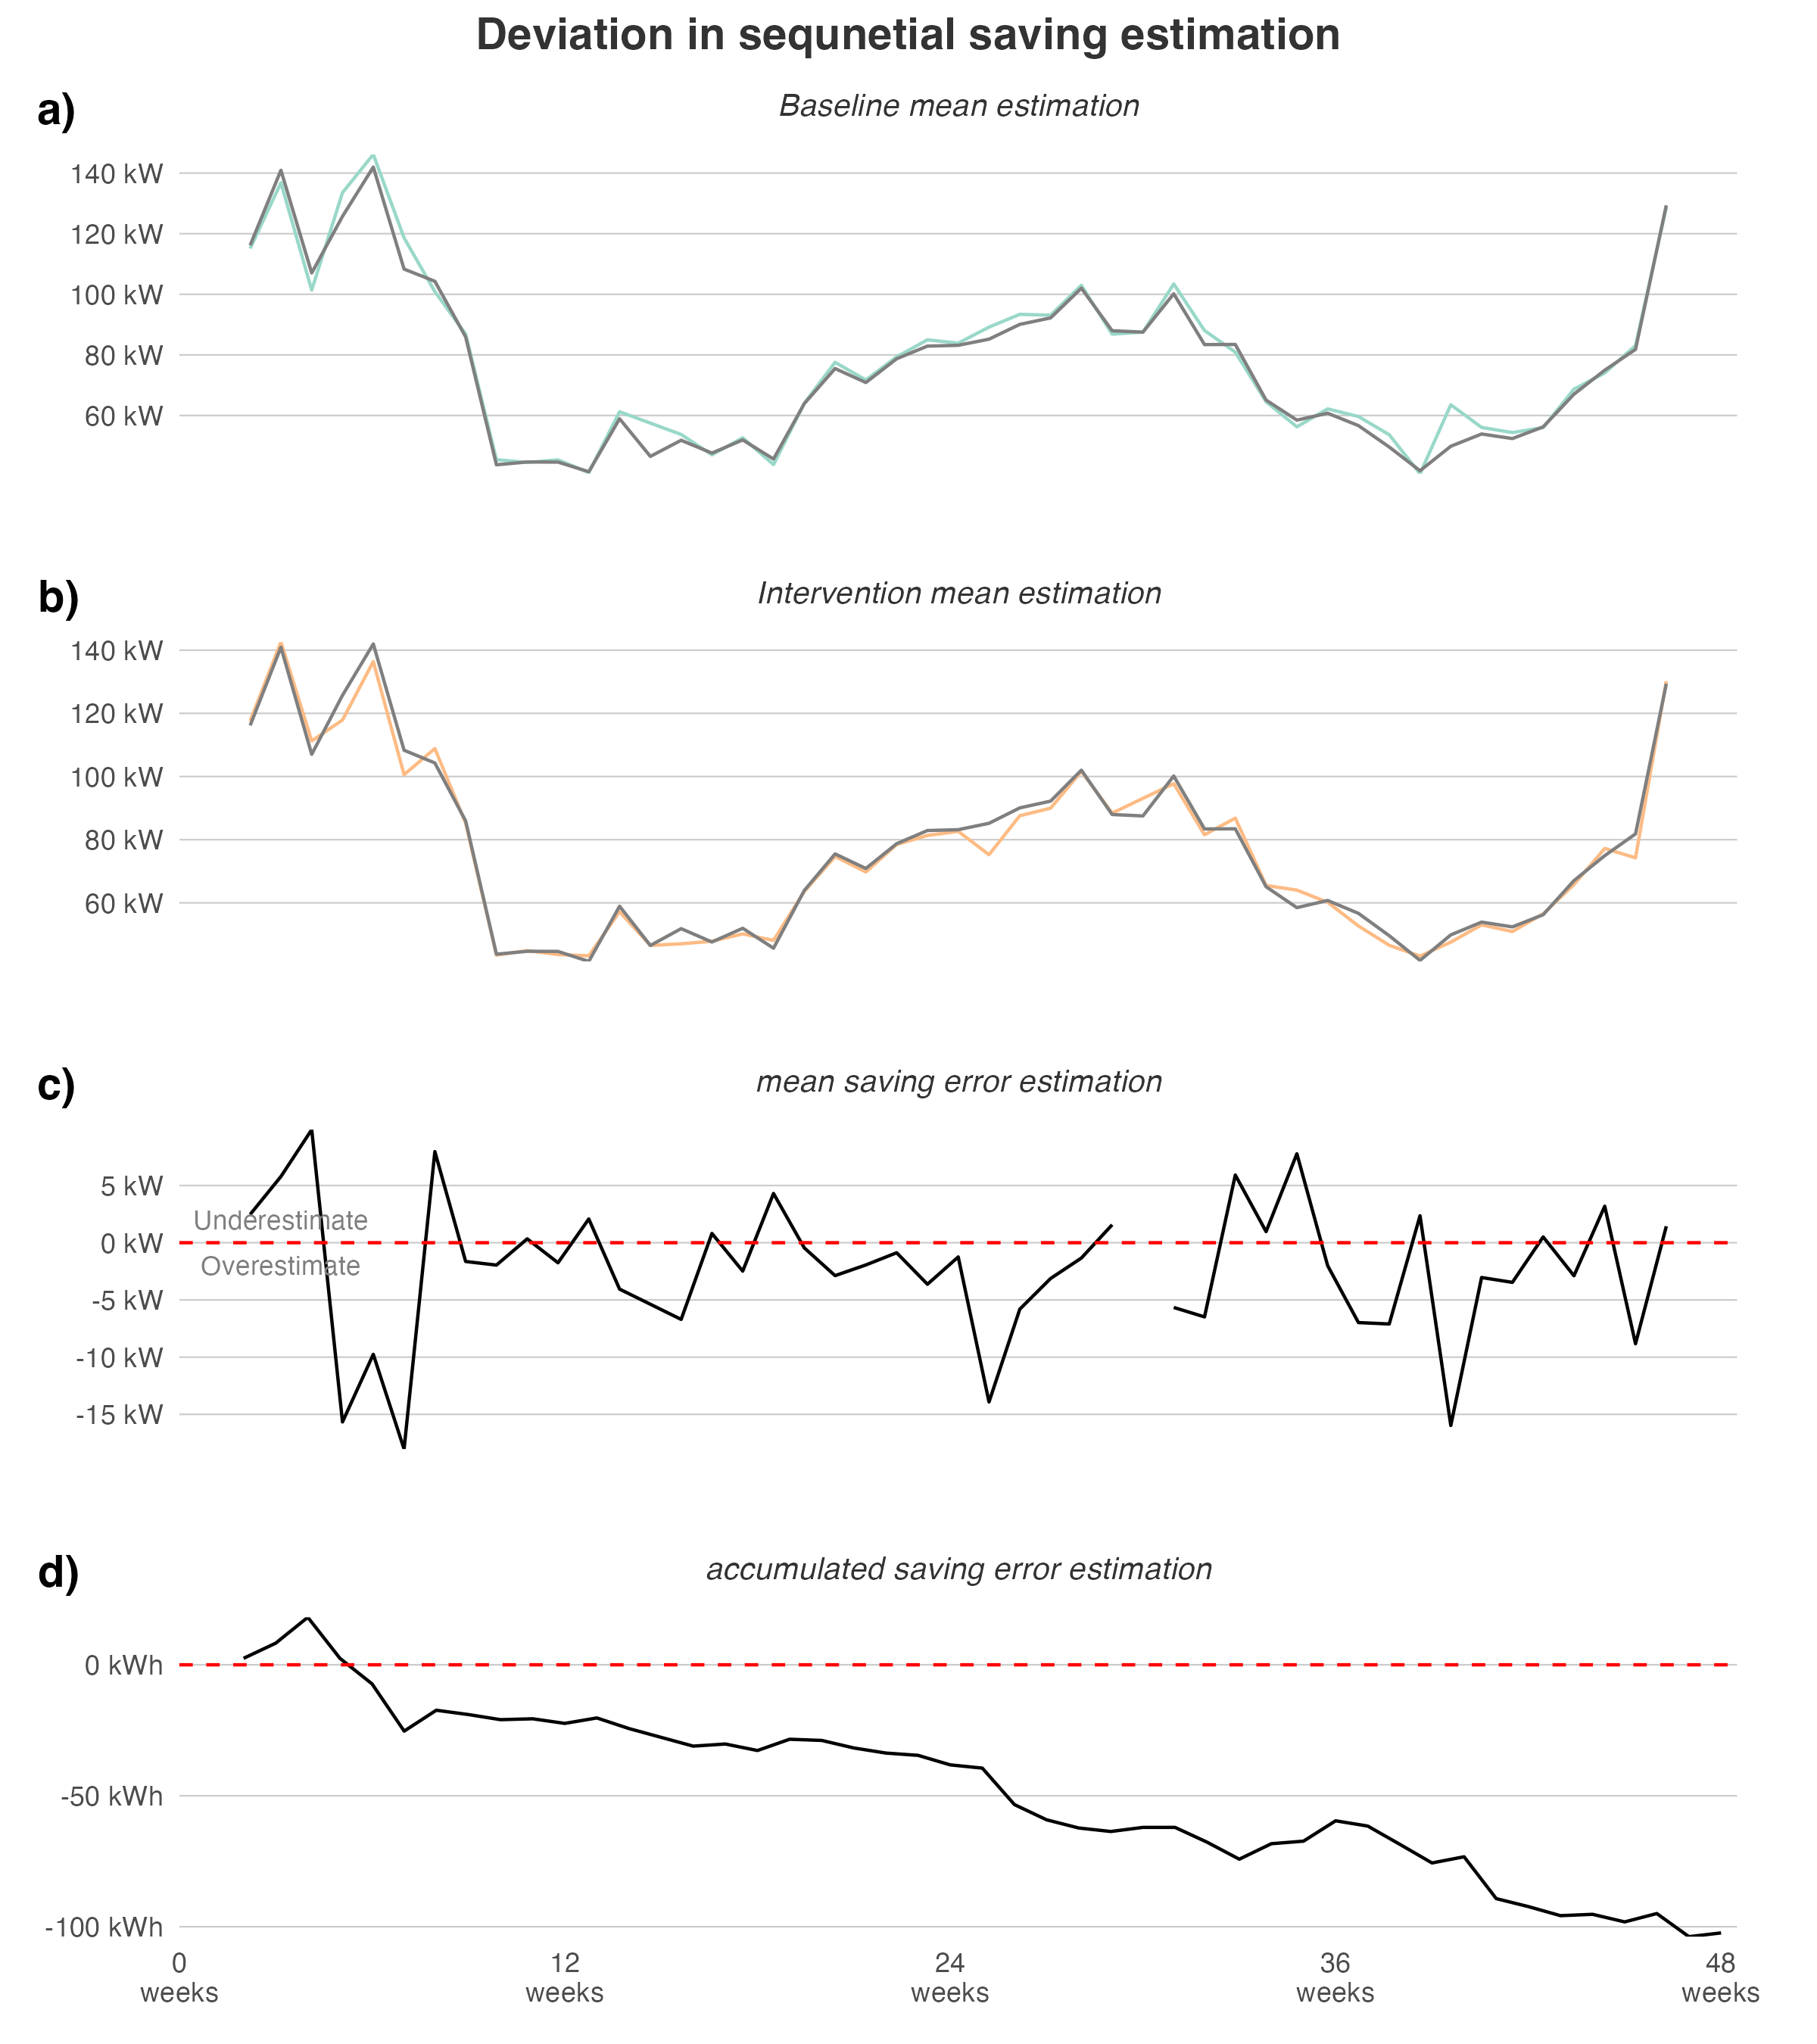 Deviation in sequnetial saving estimation
a)
Baseline mean estimation
140 kW
120 kW
100 kW
80 kW
60 kW
b)
Intervention mean estimation
140 kW
120 kW
100 kW
80 kW
60 kW
c)
mean saving error estimation
5 kW
Underestimate
0 kW
Overestimate
-5 kW
-10 kW
-15 kW
d)
accumulated saving error estimation
0 kWh
-50 kWh
-100 kWh
0 12 24 36 48
weeks weeks weeks weeks weeks